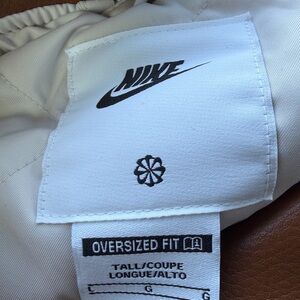 NIKE
OVERSIZED FIT
TALL/COUPE
LONGUE/ALTO
G
G